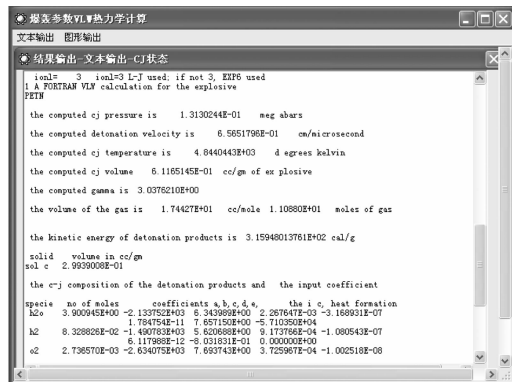 爆轰参数VLW热力学计算
文本输出 图形输出
结果输出-文本输出-CJ状态
ionl= 3 ionl=3 L-J used; if not 3, EXP6 used
1 A FORTRAN VLW calculation for the explosive
PETN
the computed cj pressure is 1.3130244E-01 meg abars
the computed detonation velocity is 6.5651796E-01 cm/microsecond
the computed cj temperature is 4.8440443E+03 d egrees kelvin
the computed cj volume 6.1165145E-01 cc/gm of ex plosive
the computed gamma is 3.0376210E+00
the volume of the gas is 1.74427E+01 cc/mole 1.10880E+01 moles of gas
the kinetic energy of detonation products is 3.15948013761E+02 cal/g
solid volume in cc/gm
sol c 2.9939008E-01
the c-j composition of the detonation products and the input coefficient
specie no of moles coefficients a,b,c,d,e, the i c, heat formation
h2o 3.900945E+00 -2.133752E+03 6.343989E+00 2.267647E-03 -3.168931E-07
1.784754E-11 7.657150E+00 -5.710350E+04
h2 8.328826E-02 -1.490783E+03 5.620688E+00 9.173766E-04 -1.080543E-07
6.117988E-12 -8.031831E-01 0.000000E+00
o2 2.736570E-03 -2.634075E+03 7.693743E+00 3.725967E-04 -1.002518E-08